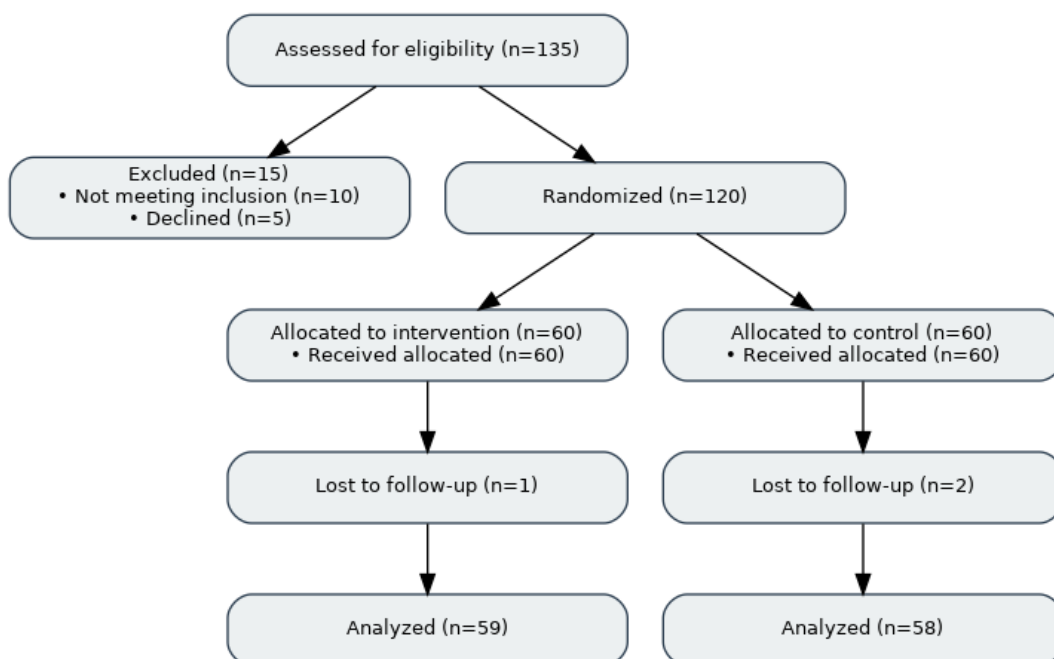 Assessed for eligibility (n=135)
Excluded (n=15)
• Not meeting inclusion (n=10)
• Declined (n=5)
Randomized (n=120)
Allocated to intervention (n=60)
• Received allocated (n=60)
Allocated to control (n=60)
• Received allocated (n=60)
Lost to follow-up (n=1)
Lost to follow-up (n=2)
Analyzed (n=59)
Analyzed (n=58)